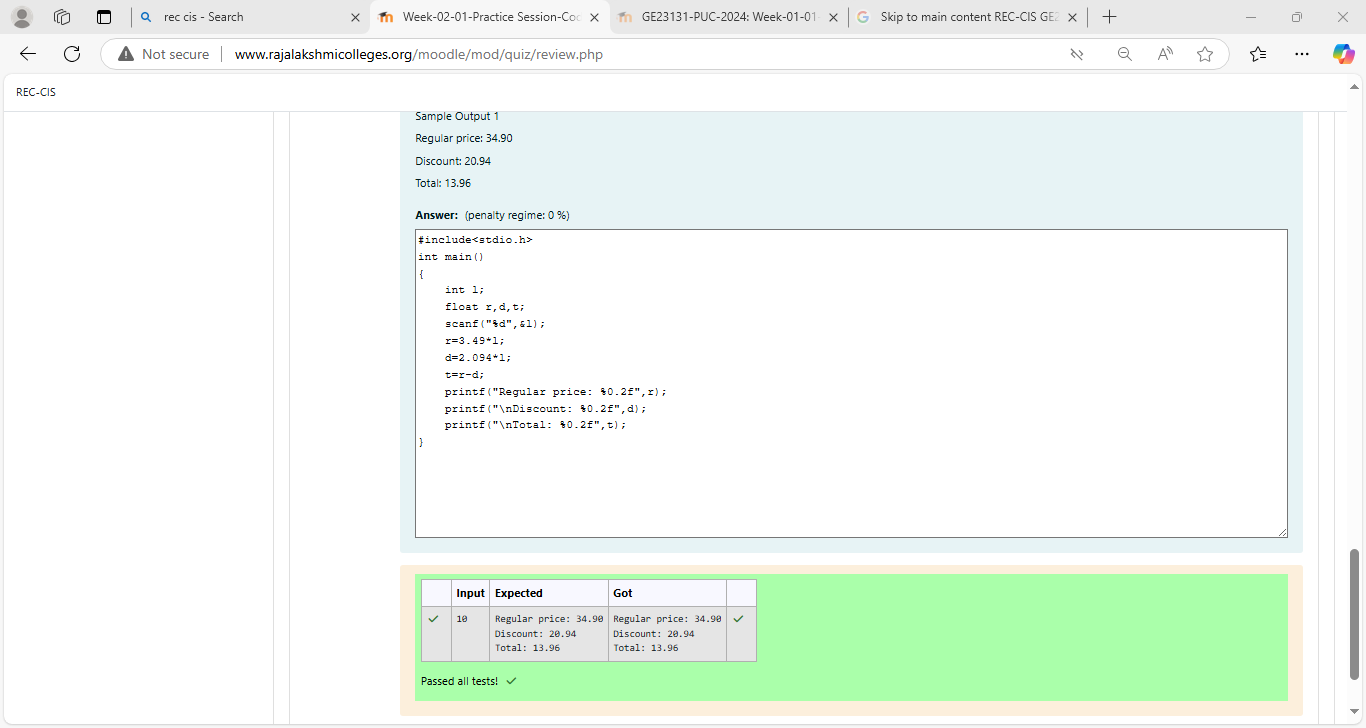 rec cis - Search
Week-02-01-Practice Session-Coc
GE23131-PUC-2024: Week-01-01-
Skip to main content REC-CIS GE2
Not secure
www.rajalakshmicolleges.org/moodle/mod/quiz/review.php
REC-CIS
Sample Output 1
Regular price: 34.90
Discount: 20.94
Total: 13.96
Answer: (penalty regime: 0 %)
#include<stdio.h>
int main()
{
int l;
float r,d,t;
scanf("%d",&l);
r=3.49*l;
d=2.094*l;
t=r-d;
printf("Regular price: %0.2f",r);
printf("\nDiscount: %0.2f",d);
printf("\nTotal: %0.2f",t);
}
Input Expected Got
10 Regular price: 34.90 Regular price: 34.90
Discount: 20.94 Discount: 20.94
Total: 13.96 Total: 13.96
Passed all tests!